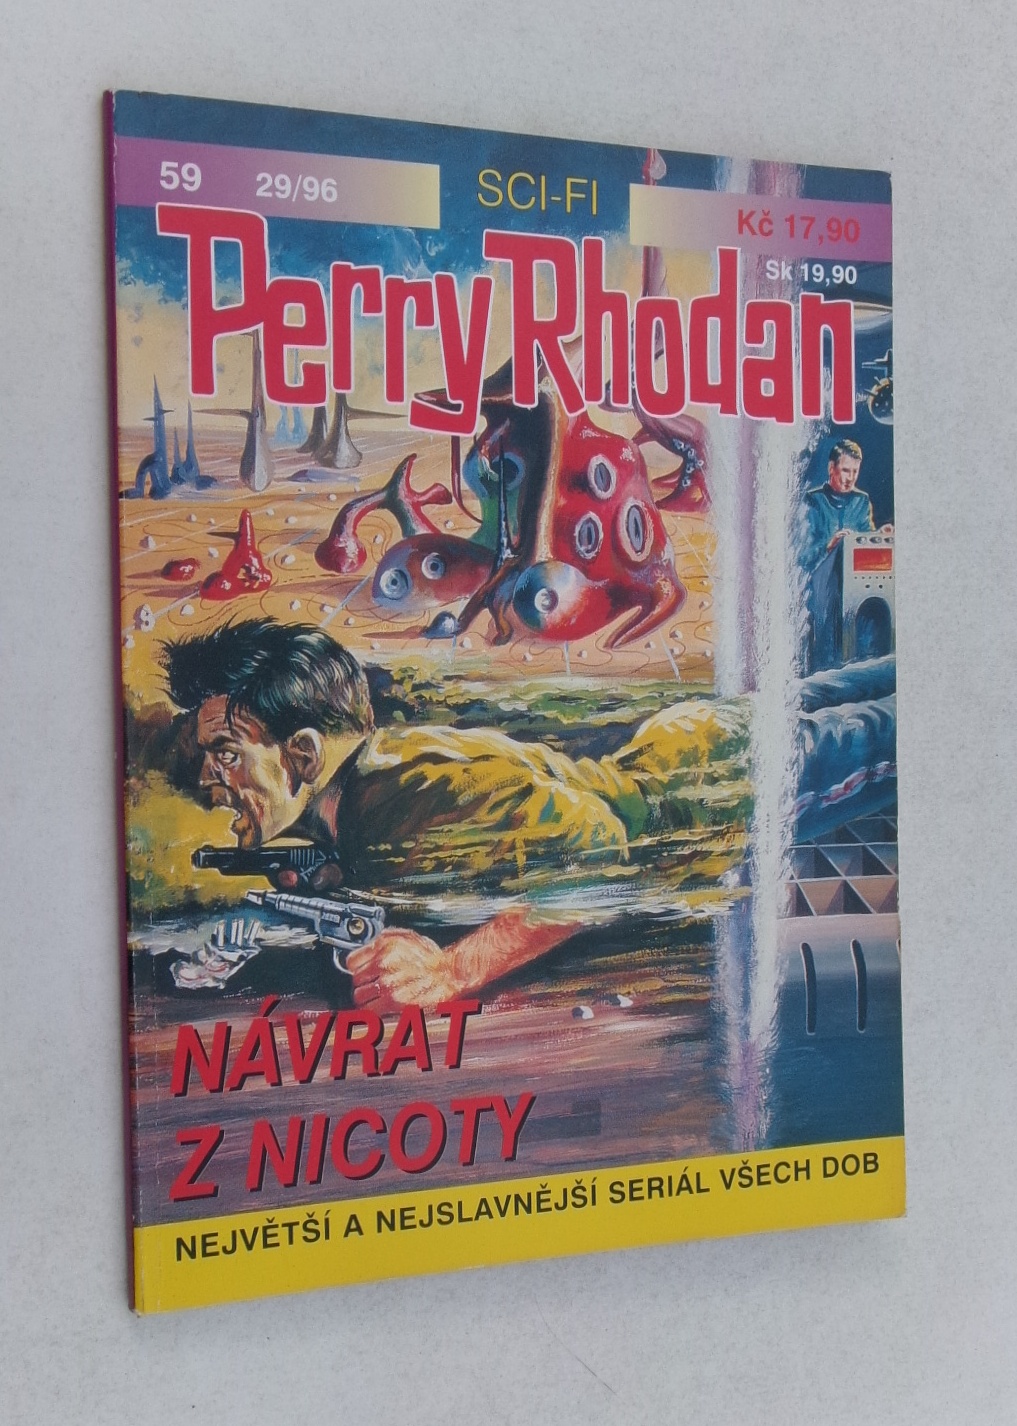 59 29/96 SCI-FI Kč 17,90
Sk 19,90
Perry Rhodan
NÁVRAT
Z NICOTY
NEJVĚTŠÍ A NEJSLAVNĚJŠÍ SERIÁL VŠECH DOB